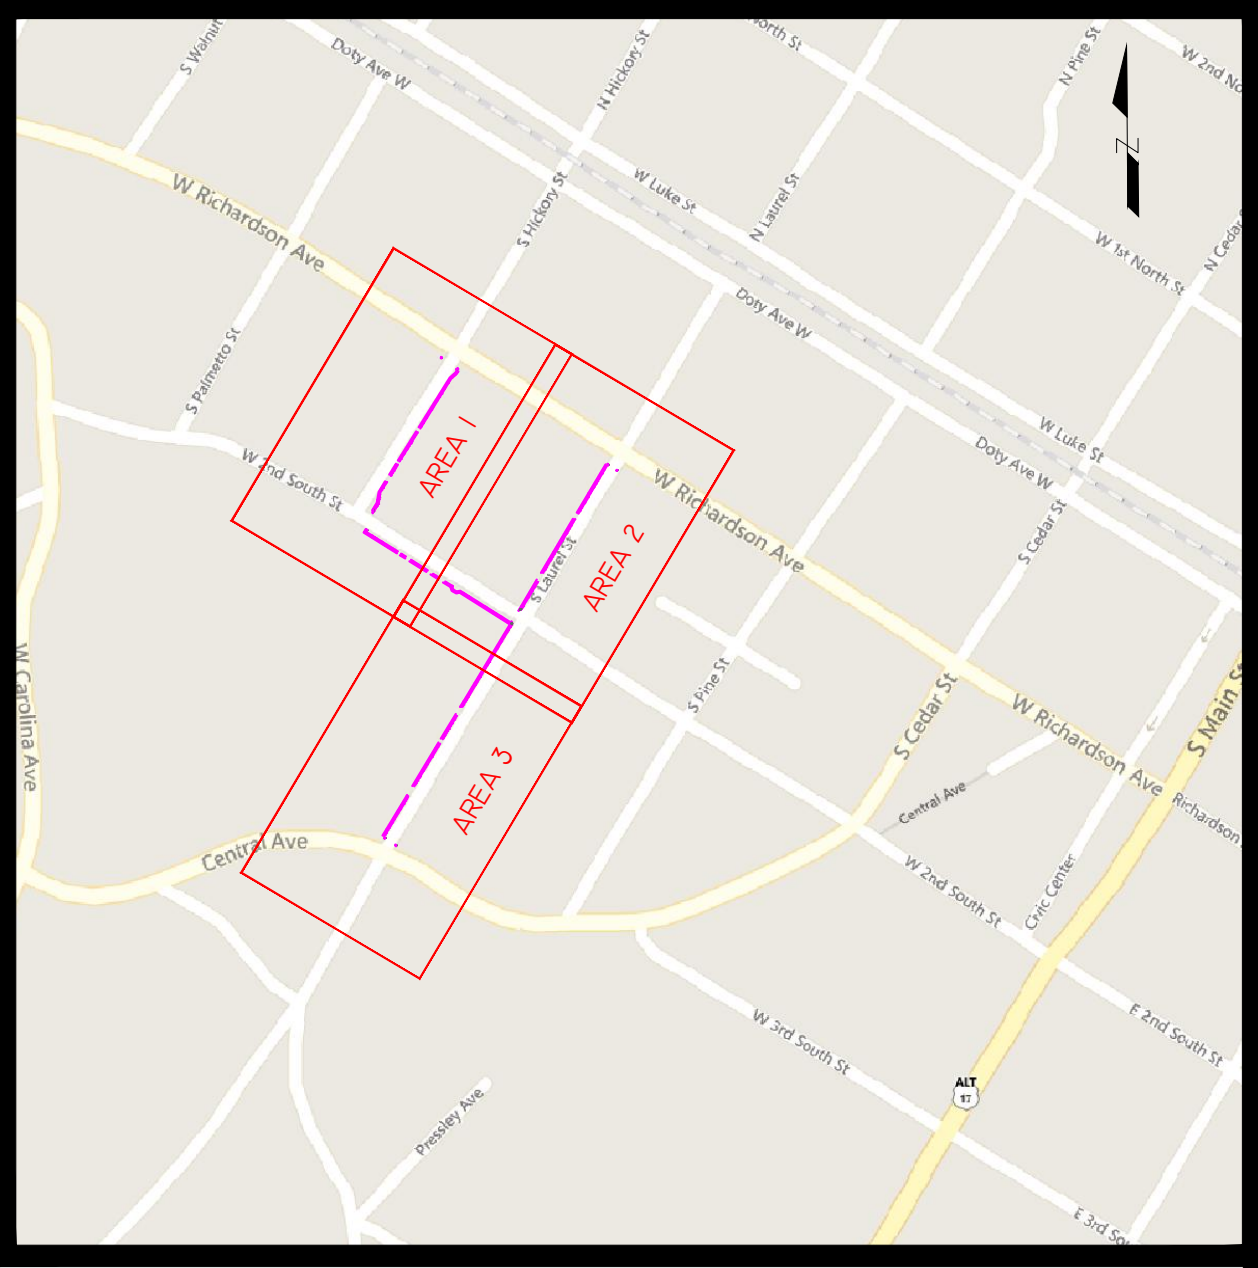 S Walnut
Doty Ave W
N Hickory St
North St
N Pine St
W 2nd No
W Richardson Ave
S Hickory St
W Luke St
N Laurel St
W 1st North St
N Cedar S
Z
Doty Ave W
S Palmetto St
W 2nd South St
AREA 1
W Richardson Ave
S Laurel St
AREA 2
Doty Ave W
W Luke St
S Cedar St
W Carolina Ave
S Pine St
S Cedar St
W Richardson Ave
S Main St
AREA 3
Central Ave
Central Ave
Richardson
W 2nd South St
Civic Center
E 2nd South St
W 3rd South St
ALT
17
Pressley Ave
E 3rd So